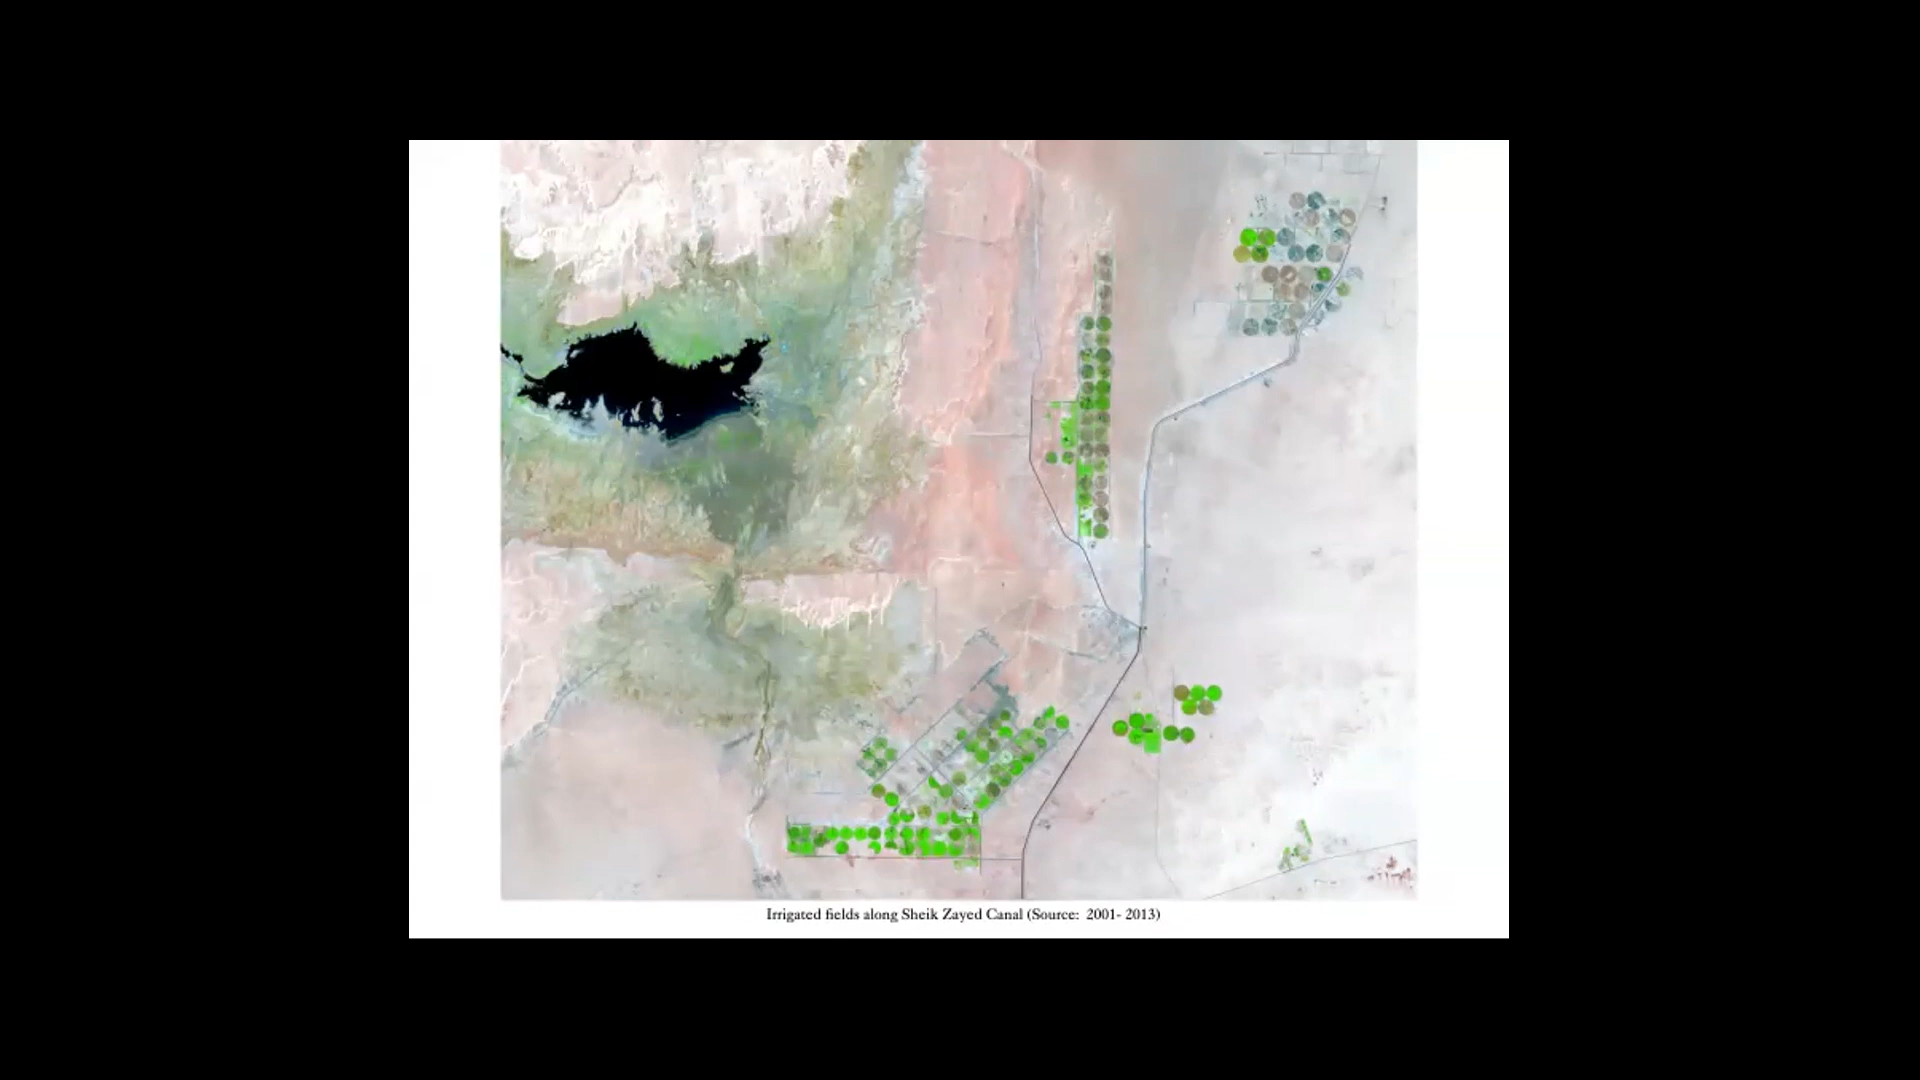 Irrigated fields along Sheik Zayed Canal (Source:  2001- 2013)